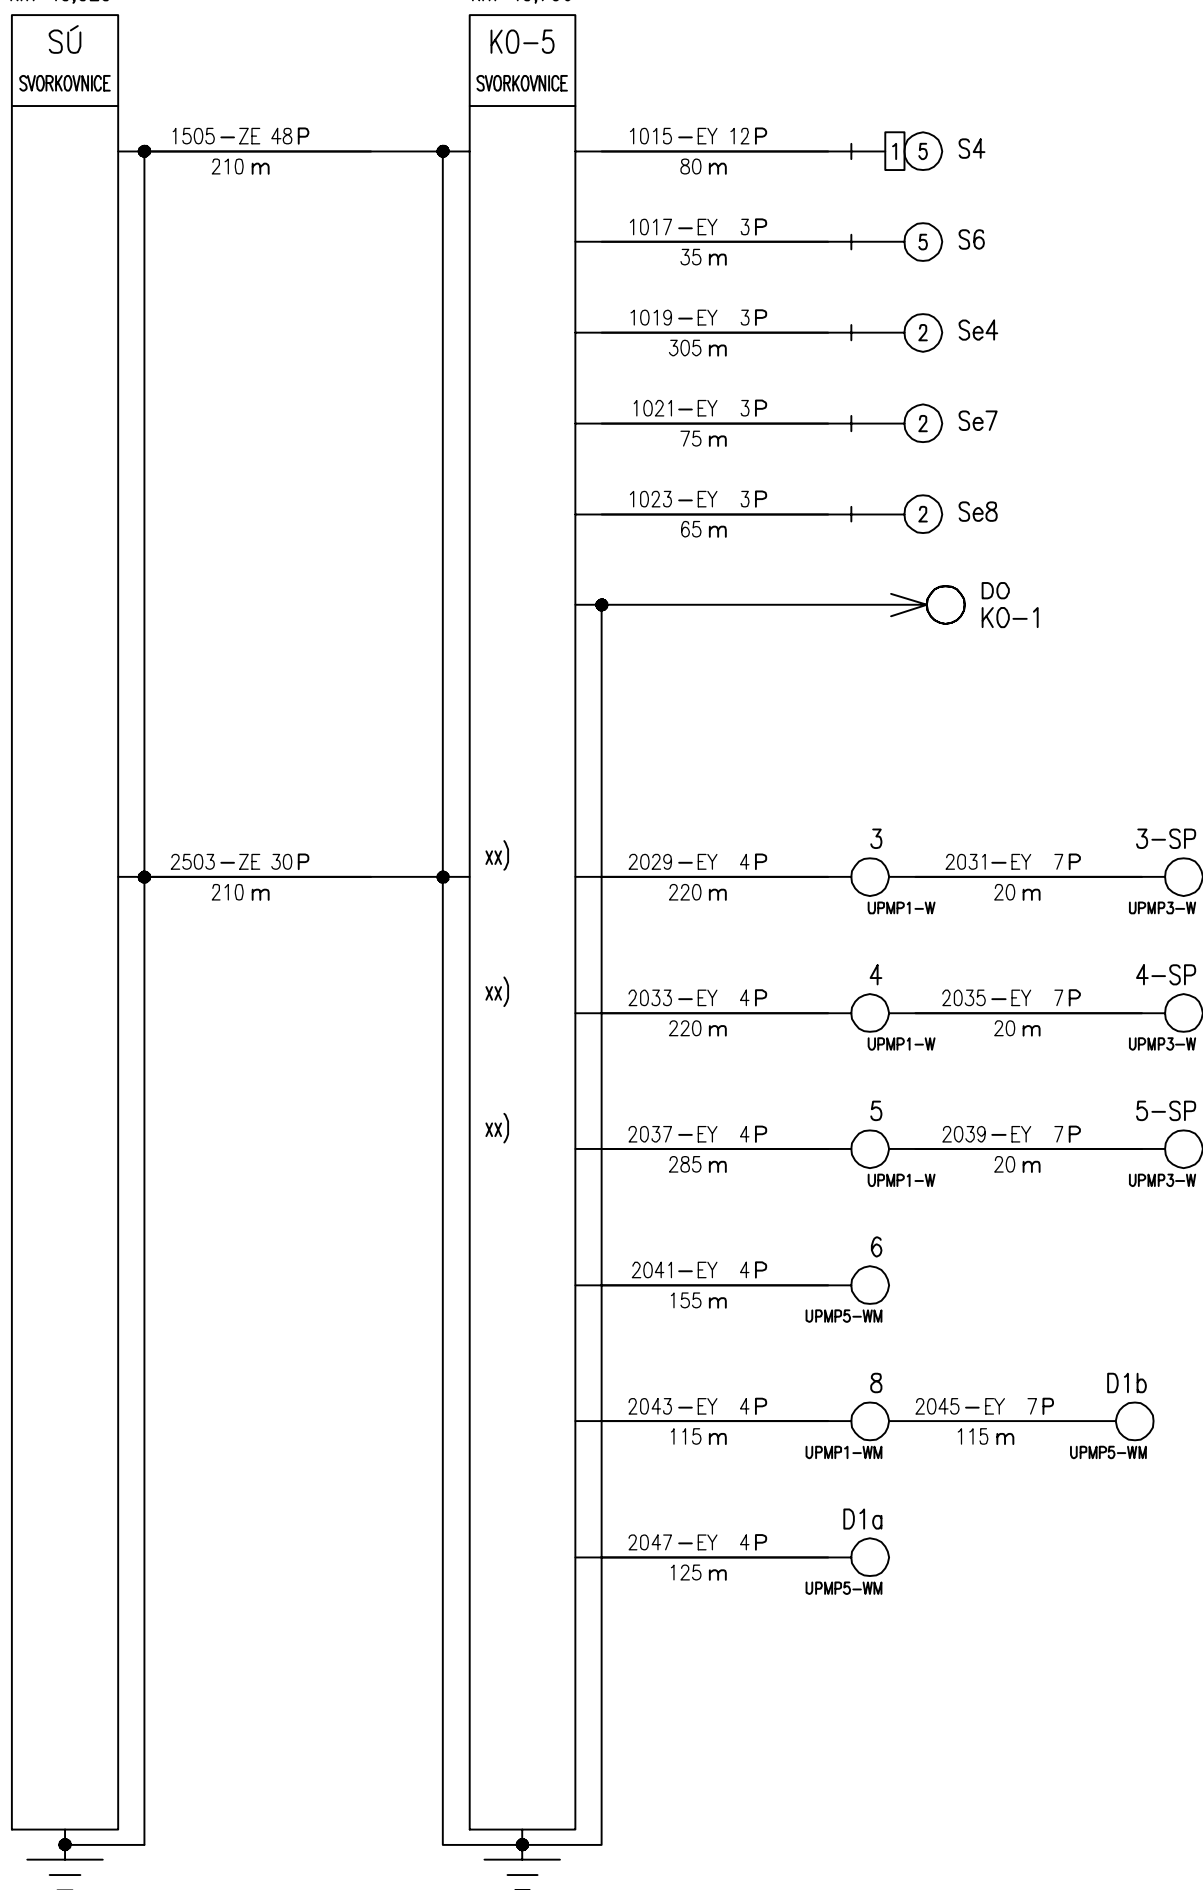 SÚ
SVORKOVNICE
KO-5
SVORKOVNICE
1505-ZE 48P
210 m
1015-EY 12P
80 m
1 5 S4
1017-EY 3P
35 m
5 S6
1019-EY 3P
305 m
2 Se4
1021-EY 3P
75 m
2 Se7
1023-EY 3P
65 m
2 Se8
DO
KO-1
2503-ZE 30P
210 m
xx)
2029-EY 4P
220 m
3
UPMP1-W
2031-EY 7P
20 m
3-SP
UPMP3-W
xx)
2033-EY 4P
220 m
4
UPMP1-W
2035-EY 7P
20 m
4-SP
UPMP3-W
xx)
2037-EY 4P
285 m
5
UPMP1-W
2039-EY 7P
20 m
5-SP
UPMP3-W
2041-EY 4P
155 m
6
UPMP5-WM
2043-EY 4P
115 m
8
UPMP1-WM
2045-EY 7P
115 m
D1b
UPMP5-WM
2047-EY 4P
125 m
D1a
UPMP5-WM